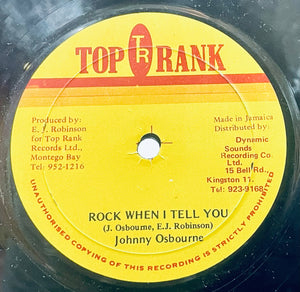 TOP TR RANK
Produced by:
E. J. Robinson
for Top Rank
Records Ltd.,
Montego Bay
Tel: 952-1216
Made in Jamaica
Distributed by:
Dynamic
Sounds
Recording Co.
Ltd.
15 Bell Rd.,
Kingston 11.
Tel: 923-9168
ROCK WHEN I TELL YOU
(J. Osbourne, E.J. Robinson)
Johnny Osbourne
UNAUTHORISED COPYING OF THIS RECORDING IS STRICTLY PROHIBITED